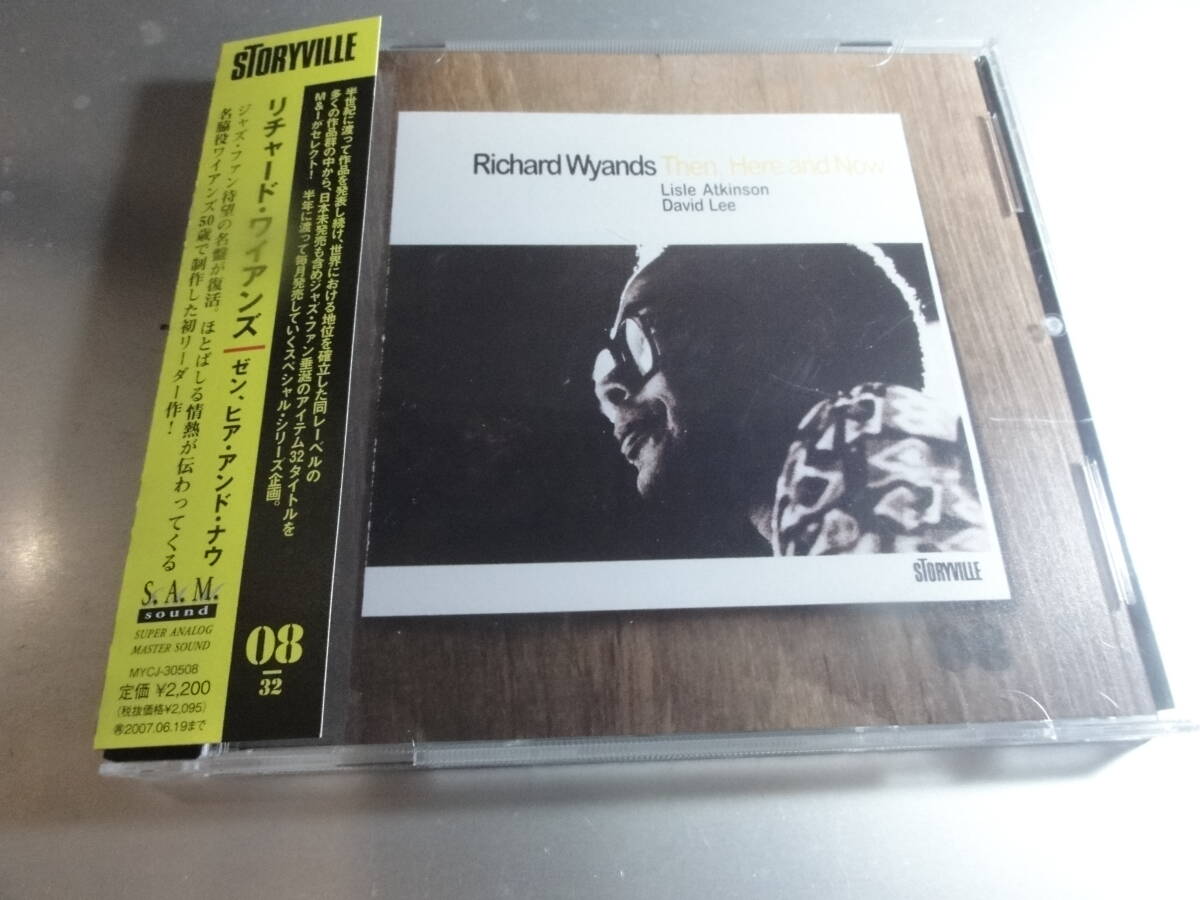 STORYVILLE
リチャード・ワイアンズ
ゼン、ヒア・アンド・ナウ
ジャズ・ファン待望の名盤が復活。ほとばしる情熱が伝わってくる
名脇役ワイアンズ50歳で制作した初リーダー作!
半世紀に渡って作品を発表し続け、世界における地位を確立した同レーベルの
多くの作品群の中から、日本未発売も含めジャズ・ファン垂涎のアイテム32タイトルを
M&Iがセレクト! 半年に渡って毎月発売していくスペシャル・シリーズ企画。
S.A.M.
sound
SUPER ANALOG
MASTER SOUND
MYCJ-30508
定価 ¥2,200
(税抜価格¥2,095)
㊙2007.06.19まで
08
32
Richard Wyands Then, Here and Now
Lisle Atkinson
David Lee
STORYVILLE